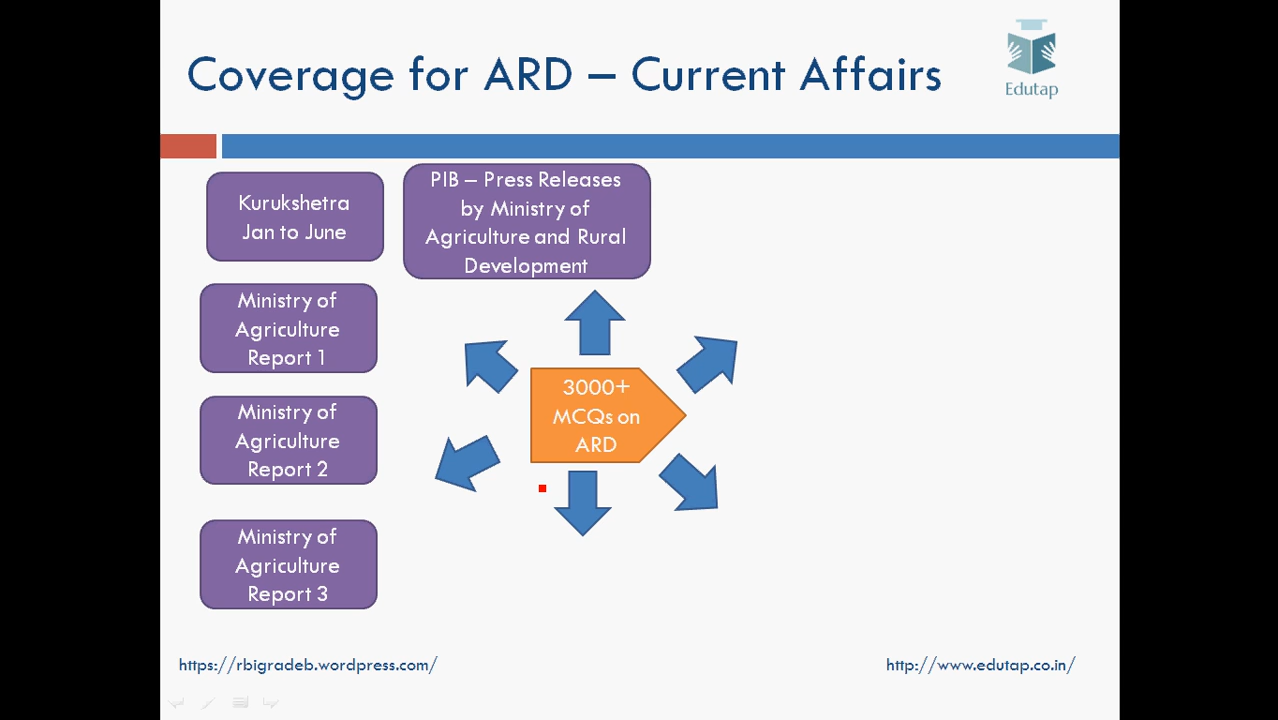 Coverage for ARD – Current Affairs
Edutap
Kurukshetra
Jan to June
PIB – Press Releases
by Ministry of
Agriculture and Rural
Development
Ministry of
Agriculture
Report 1
3000+
MCQs on
ARD
Ministry of
Agriculture
Report 2
Ministry of
Agriculture
Report 3
https://rbigradeb.wordpress.com/
http://www.edutap.co.in/